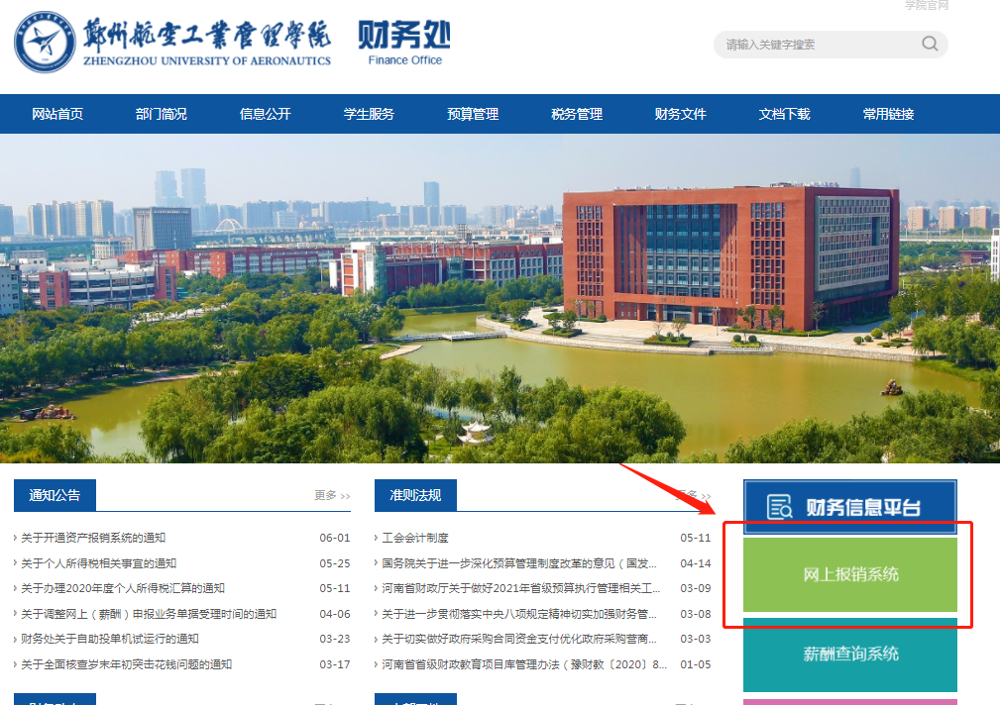 学院官网
郑州航空工业管理学院
ZHENGZHOU UNIVERSITY OF AERONAUTICS
财务处
Finance Office
请输入关键字搜索
网站首页 部门简况 信息公开 学生服务 预算管理 税务管理 财务文件 文档下载 常用链接
通知公告 更多 >>
关于开通资产报销系统的通知 06-01
关于个人所得税相关事宜的通知 05-25
关于办理2020年度个人所得税汇算的通知 05-11
关于调整网上（薪酬）申报业务单据受理时间的通知 04-06
财务处关于自助投单机试运行的通知 03-23
关于全面核查岁末年初突击花钱问题的通知 03-17
准则法规 更多 >>
工会会计制度 05-11
国务院关于进一步深化预算管理制度改革的意见（国发... 04-14
河南省财政厅关于做好2021年省级预算执行管理相关工... 03-09
关于进一步贯彻落实中央八项规定精神切实加强财务管... 03-08
关于切实做好政府采购合同资金支付优化政府采购营商... 03-03
河南省省级财政教育项目库管理办法（豫财教〔2020〕8... 01-05
财务信息平台
网上报销系统
薪酬查询系统